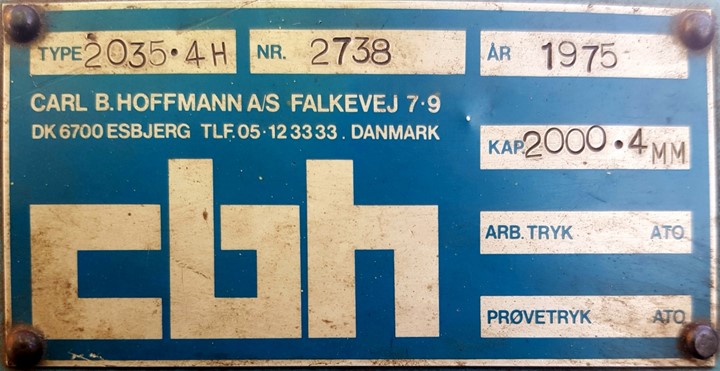 TYPE 2035·4H NR. 2738 ÅR 1975
CARL B. HOFFMANN A/S FALKEVEJ 7-9
DK 6700 ESBJERG TLF. 05-12 33 33. DANMARK
KAP. 2000·4 MM
cbh
ARB. TRYK ATO
PRØVETRYK ATO